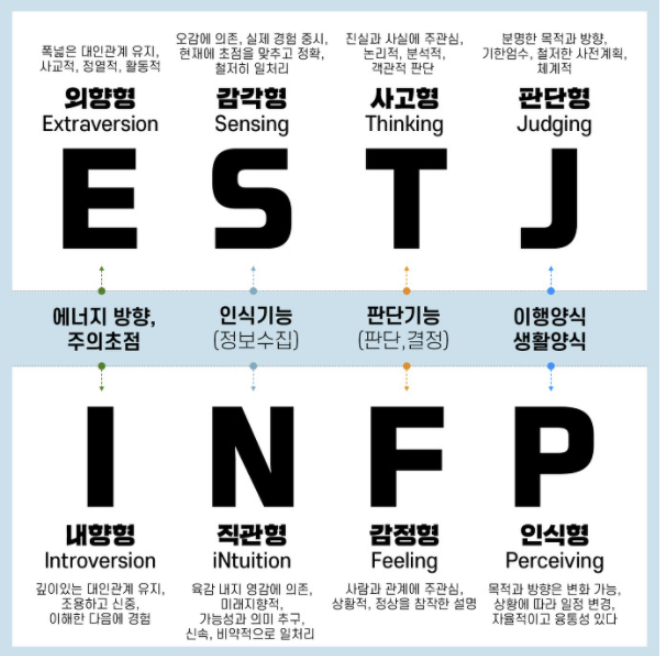 폭넓은 대인관계 유지,
사교적, 정열적, 활동적
외향형
Extraversion
E
오감에 의존, 실제 경험 중시,
현재에 초점을 맞추고 정확,
철저히 일처리
감각형
Sensing
S
진실과 사실에 주관심,
논리적, 분석적,
객관적 판단
사고형
Thinking
T
분명한 목적과 방향,
기한엄수, 철저한 사전계획,
체계적
판단형
Judging
J
에너지 방향,
주의초점
인식기능
(정보수집)
판단기능
(판단,결정)
이행양식
생활양식
I
내향형
Introversion
깊이있는 대인관계 유지,
조용하고 신중,
이해한 다음에 경험
N
직관형
iNtuition
육감 내지 영감에 의존,
미래지향적,
가능성과 의미 추구,
신속, 비약적으로 일처리
F
감정형
Feeling
사람과 관계에 주관심,
상황적, 정상을 참작한 설명
P
인식형
Perceiving
목적과 방향은 변화 가능,
상황에 따라 일정 변경,
자율적이고 융통성 있다